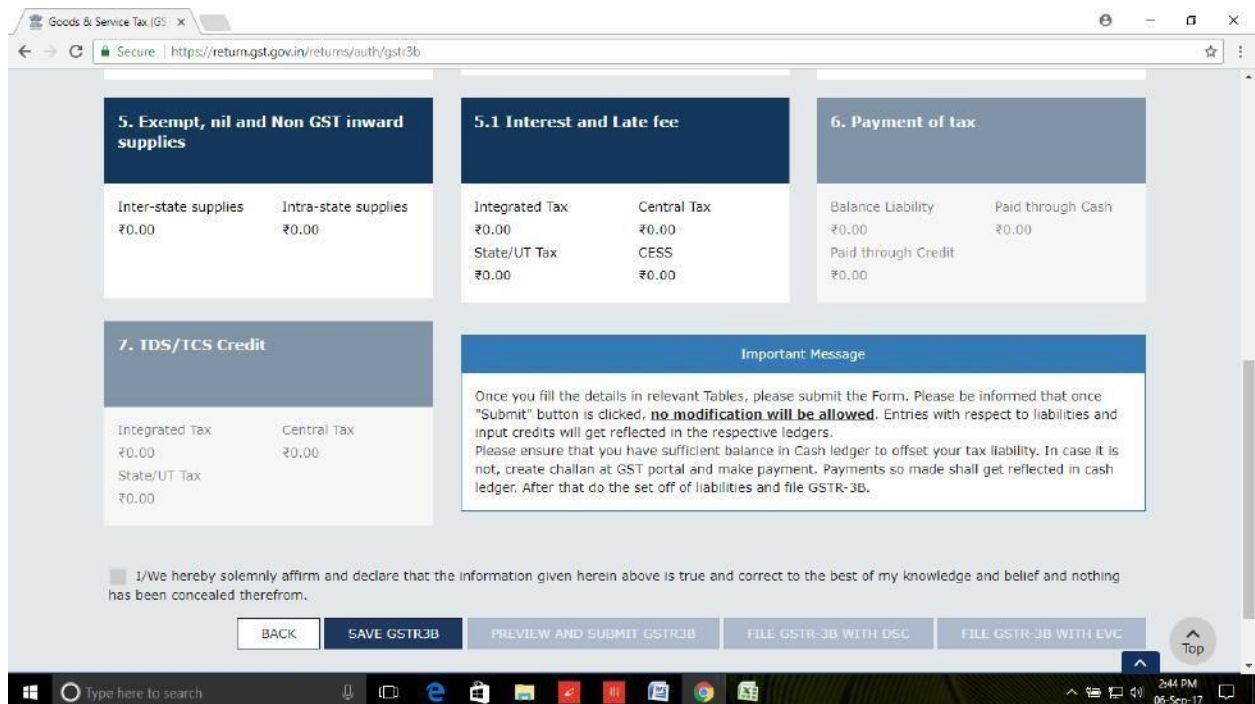 Goods & Service Tax (GS
Secure | https://return.gst.gov.in/returns/auth/gstr3b
5. Exempt, nil and Non GST inward
supplies
Inter-state supplies Intra-state supplies
₹0.00 ₹0.00
5.1 Interest and Late fee
Integrated Tax Central Tax
₹0.00 ₹0.00
State/UT Tax CESS
₹0.00 ₹0.00
6. Payment of tax
Balance Liability Paid through Cash
₹0.00 ₹0.00
Paid through Credit
₹0.00
7. TDS/TCS Credit
Integrated Tax Central Tax
₹0.00 ₹0.00
State/UT Tax
₹0.00
Important Message
Once you fill the details in relevant Tables, please submit the Form. Please be informed that once
"Submit" button is clicked, no modification will be allowed. Entries with respect to liabilities and
input credits will get reflected in the respective ledgers.
Please ensure that you have sufficient balance in Cash ledger to offset your tax liability. In case it is
not, create challan at GST portal and make payment. Payments so made shall get reflected in cash
ledger. After that do the set off of liabilities and file GSTR-3B.
I/We hereby solemnly affirm and declare that the information given herein above is true and correct to the best of my knowledge and belief and nothing
has been concealed therefrom.
BACK SAVE GSTR3B PREVIEW AND SUBMIT GSTR3B FILE GSTR-3B WITH DSC FILE GSTR-3B WITH EVC
Top
Type here to search
2:44 PM
06-Sep-17